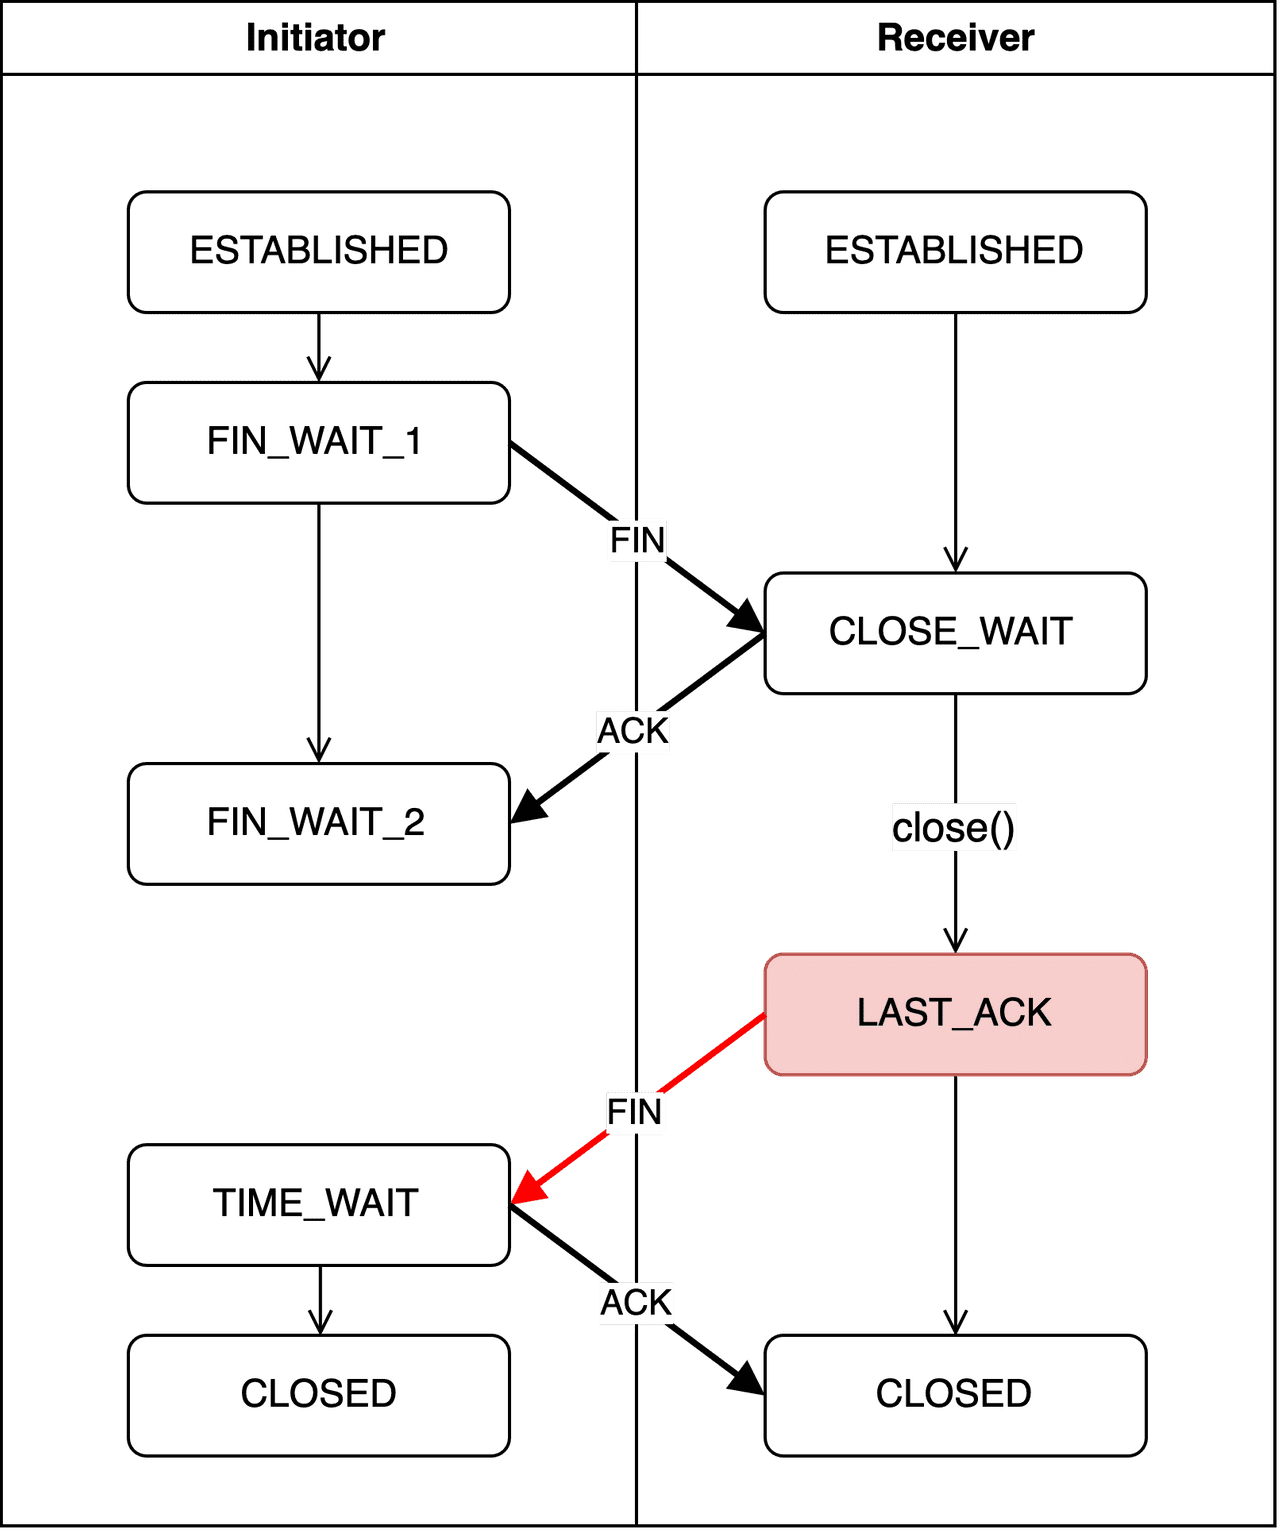 Initiator
Receiver
ESTABLISHED
ESTABLISHED
FIN_WAIT_1
FIN
CLOSE_WAIT
ACK
FIN_WAIT_2
close()
LAST_ACK
FIN
TIME_WAIT
ACK
CLOSED
CLOSED